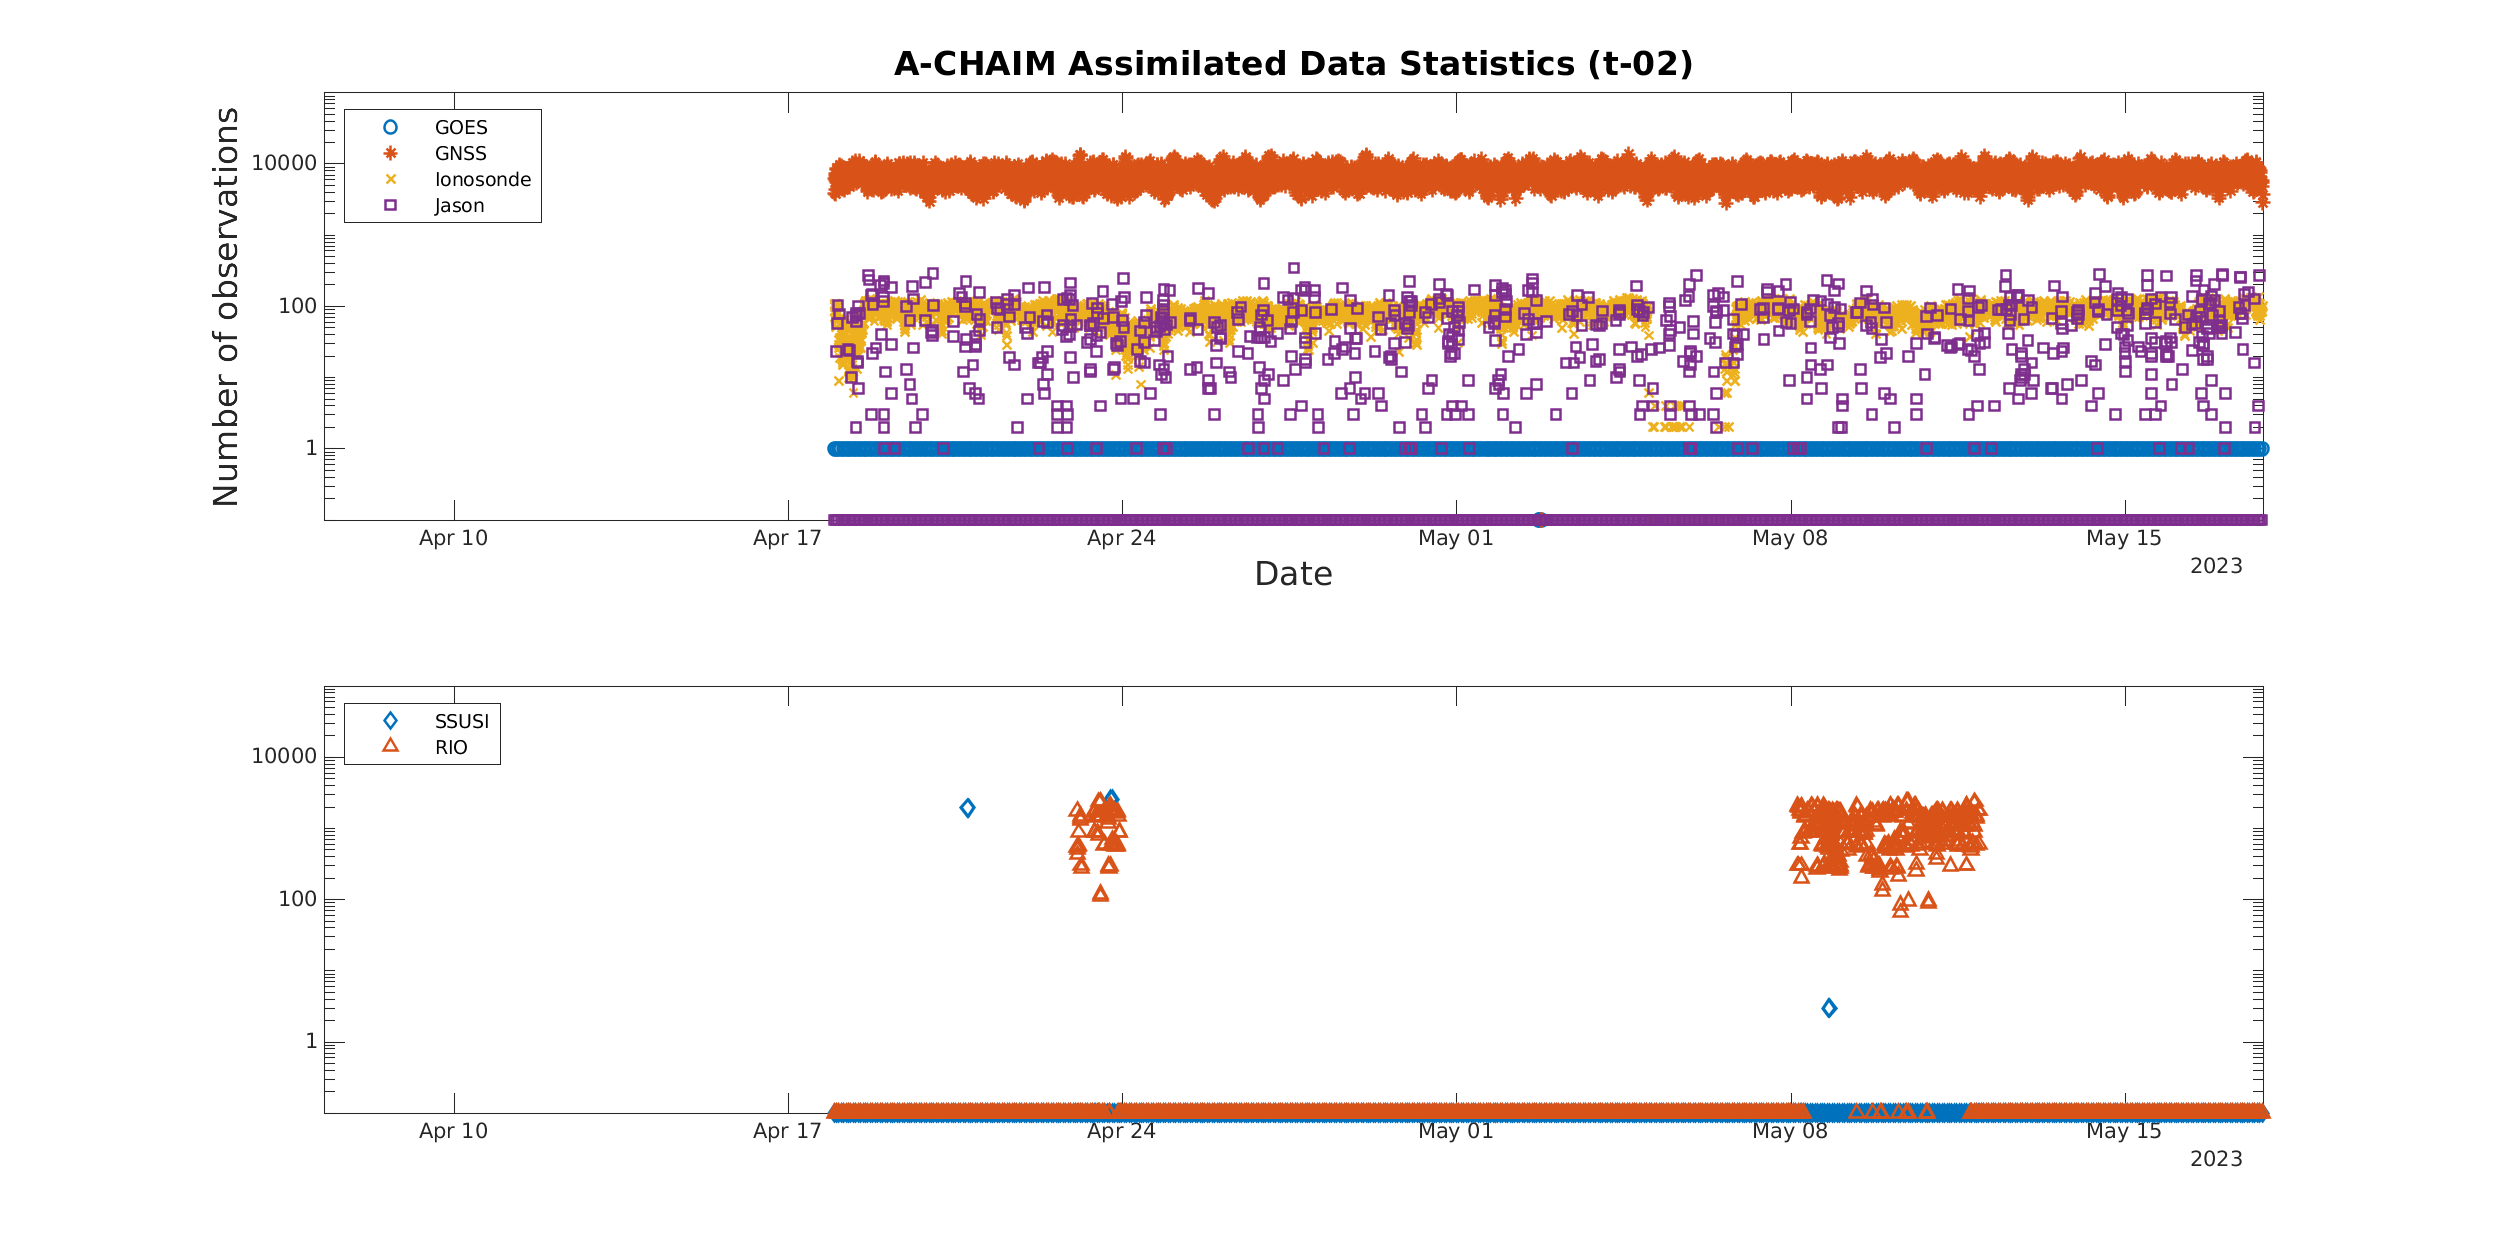 A-CHAIM Assimilated Data Statistics (t-02)
Number of observations
10000
100
1
GOES
GNSS
Ionosonde
Jason
Apr 10
Apr 17
Apr 24
May 01
May 08
May 15
2023
Date
10000
100
1
SSUSI
RIO
Apr 10
Apr 17
Apr 24
May 01
May 08
May 15
2023